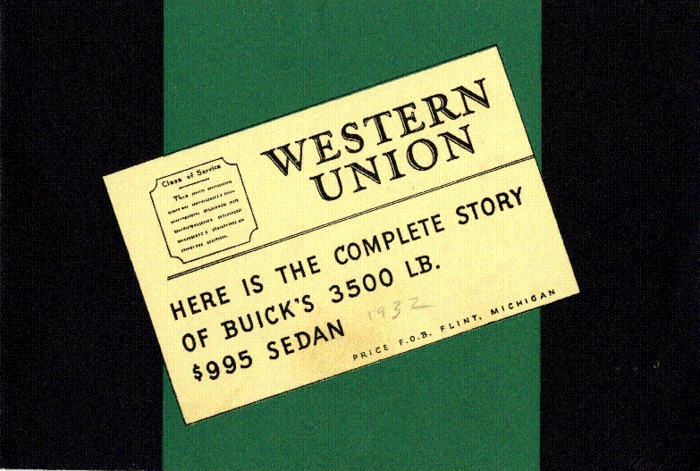 Class of Service
WESTERN
UNION
HERE IS THE COMPLETE STORY
OF BUICK'S 3500 LB.
$995 SEDAN
1932
PRICE F.O.B. FLINT, MICHIGAN